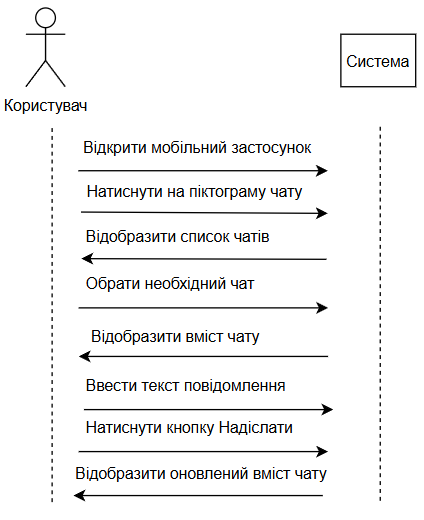 Система
Користувач
Відкрити мобільний застосунок
Натиснути на піктограму чату
Відобразити список чатів
Обрати необхідний чат
Відобразити вміст чату
Ввести текст повідомлення
Натиснути кнопку Надіслати
Відобразити оновлений вміст чату